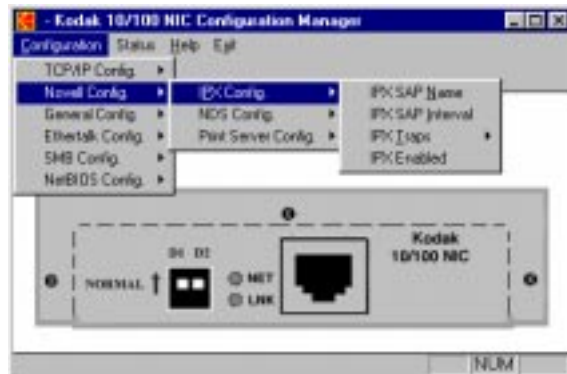 - Kodak 10/100 NIC Configuration Manager
Configuration Status Help Exit
TCP/IP Config.
Novell Config.
General Config.
Ethertalk Config.
SMB Config.
NetBIOS Config.
IPX Config.
NDS Config.
Print Server Config.
IPX SAP Name
IPX SAP Interval
IPX Traps
IPX Enabled
Kodak
10/100 NIC
D1 D2
NORMAL
NET
LNK
NUM